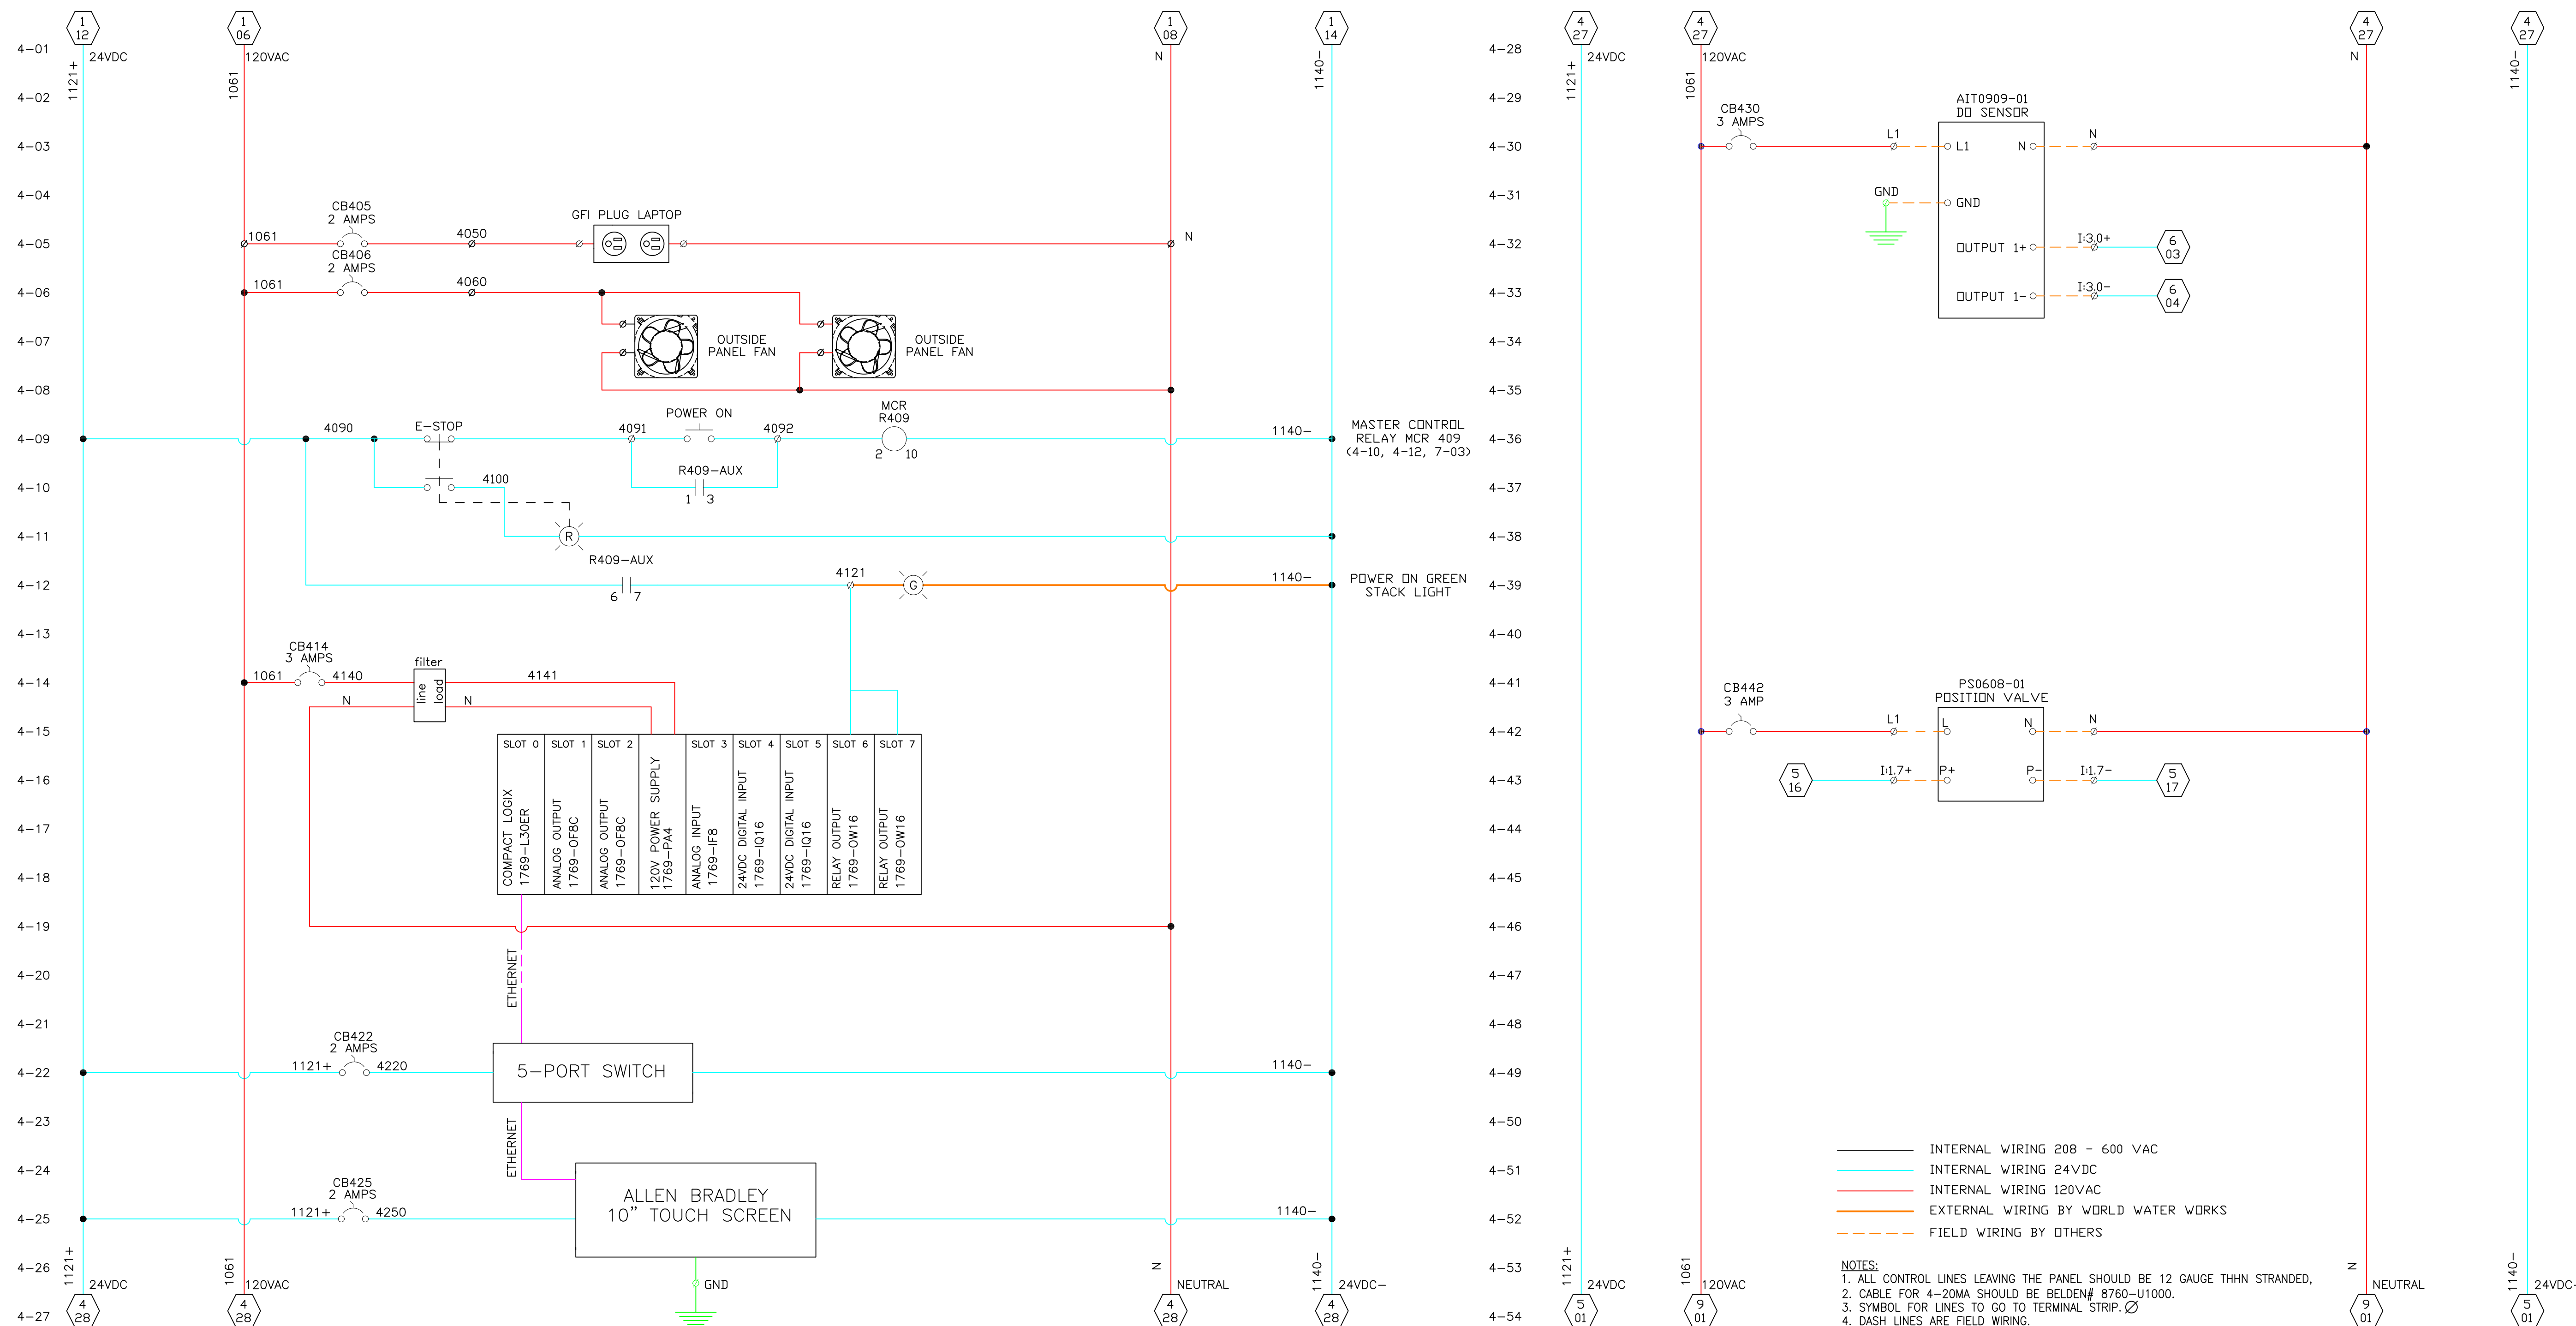 1
12
1
06
1
08
1
14
4
27
4
27
4
27
4
27
4-01
24VDC
120VAC
N
4-28
24VDC
120VAC
N
1121+
1061
1140-
1121+
1061
1140-
4-02
4-29
CB430
3 AMPS
AIT0909-01
DO SENSOR
4-03
4-30
L1
L1
N
N
4-04
4-31
GND
GND
CB405
2 AMPS
GFI PLUG LAPTOP
4-05
1061
4050
N
4-32
OUTPUT 1+
I:3.0+
6
03
CB406
2 AMPS
4-06
1061
4060
4-33
OUTPUT 1-
I:3.0-
6
04
4-07
OUTSIDE
PANEL FAN
OUTSIDE
PANEL FAN
4-34
4-08
4-35
4-09
4090
E-STOP
4091
POWER ON
4092
MCR
R409
2
10
1140-
MASTER CONTROL
RELAY MCR 409
(4-10, 4-12, 7-03)
4-36
4-10
4100
R409-AUX
1
3
4-37
4-11
R
4-38
R409-AUX
4-12
6
7
4121
G
1140-
POWER ON GREEN
STACK LIGHT
4-39
4-13
4-40
CB414
3 AMPS
filter
4-14
1061
4140
line
load
4141
4-41
N
N
CB442
3 AMP
PS0608-01
POSITION VALVE
4-15
4-42
L1
L
N
N
SLOT 0
SLOT 1
SLOT 2
SLOT 3
SLOT 4
SLOT 5
SLOT 6
SLOT 7
COMPACT LOGIX
1769-L30ER
ANALOG OUTPUT
1769-OF8C
ANALOG OUTPUT
1769-OF8C
120V POWER SUPPLY
1769-PA4
ANALOG INPUT
1769-IF8
24VDC DIGITAL INPUT
1769-IQ16
24VDC DIGITAL INPUT
1769-IQ16
RELAY OUTPUT
1769-OW16
RELAY OUTPUT
1769-OW16
4-16
4-43
5
16
I:1.7+
P+
P-
I:1.7-
5
17
4-17
4-44
4-18
4-45
4-19
4-46
4-20
ETHERNET
4-47
4-21
4-48
CB422
2 AMPS
4-22
1121+
4220
5-PORT SWITCH
1140-
4-49
4-23
ETHERNET
4-50
4-24
4-51
CB425
2 AMPS
4-25
1121+
4250
ALLEN BRADLEY
10" TOUCH SCREEN
1140-
4-52
INTERNAL WIRING 208 - 600 VAC
INTERNAL WIRING 24VDC
INTERNAL WIRING 120VAC
EXTERNAL WIRING BY WORLD WATER WORKS
FIELD WIRING BY OTHERS
4-26
1121+
24VDC
1061
120VAC
GND
N
NEUTRAL
1140-
24VDC-
4-53
1121+
24VDC
1061
120VAC
N
NEUTRAL
1140-
24VDC-
NOTES:
1. ALL CONTROL LINES LEAVING THE PANEL SHOULD BE 12 GAUGE THHN STRANDED,
2. CABLE FOR 4-20MA SHOULD BE BELDEN# 8760-U1000.
3. SYMBOL FOR LINES TO GO TO TERMINAL STRIP. ∅
4. DASH LINES ARE FIELD WIRING.
4-27
4
28
4
28
4
28
4
28
4-54
5
01
9
01
9
01
5
01